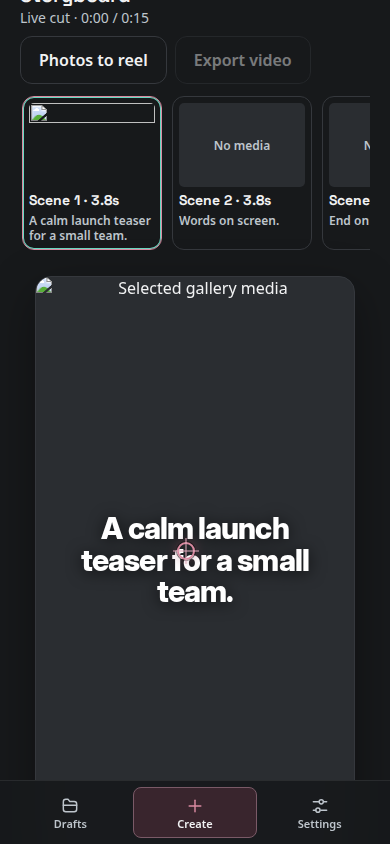 Storyboard
Live cut · 0:00 / 0:15
Photos to reel
Export video
No media
Scene 1 · 3.8s
A calm launch teaser
for a small team.
Scene 2 · 3.8s
Words on screen.
Scene
End on
Selected gallery media
A calm launch
teaser for a small
team.
Drafts
Create
Settings